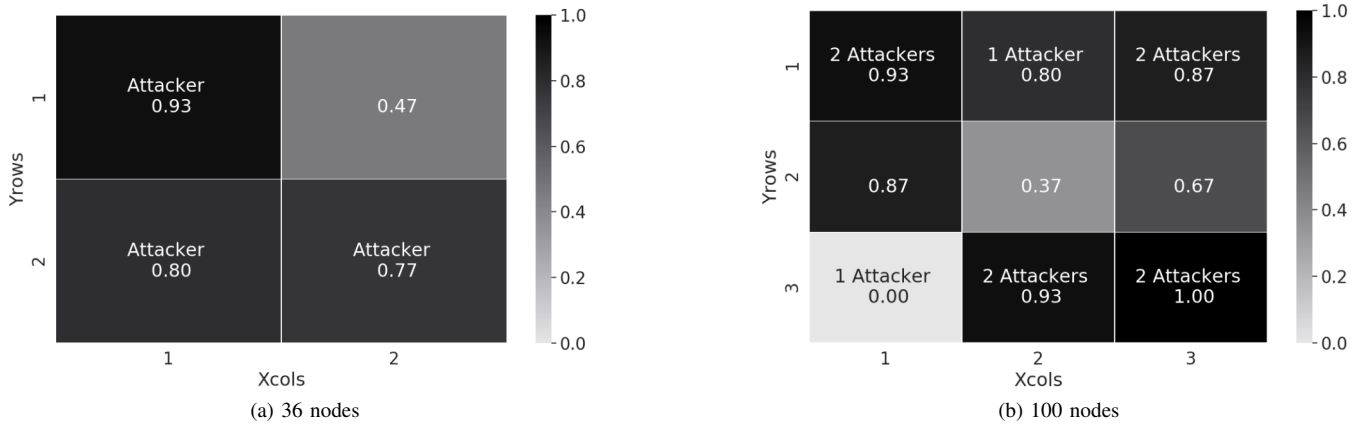 Attacker
0.93
0.47
Attacker
0.80
Attacker
0.77
1
2
Yrows
1
2
Xcols
1.0
0.8
0.6
0.4
0.2
0.0
(a) 36 nodes
2 Attackers
0.93
1 Attacker
0.80
2 Attackers
0.87
0.87
0.37
0.67
1 Attacker
0.00
2 Attackers
0.93
2 Attackers
1.00
1
2
3
Yrows
1
2
3
Xcols
1.0
0.8
0.6
0.4
0.2
0.0
(b) 100 nodes